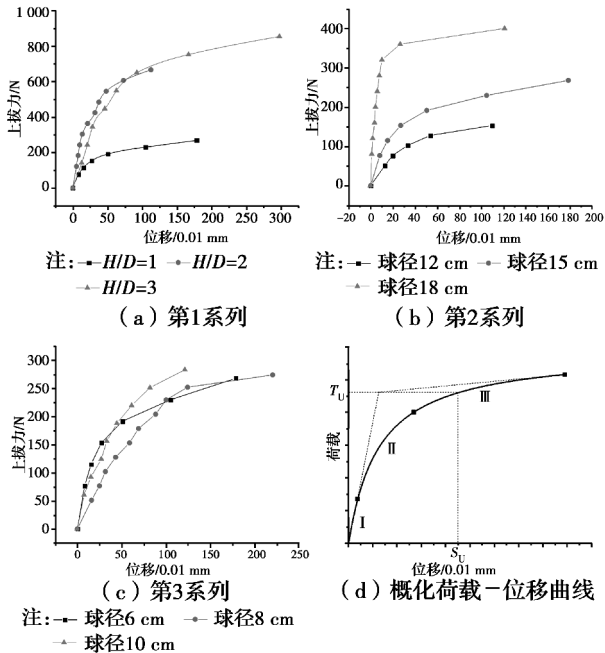 1 000
800
600
400
200
0
上拔力/N
0 50 100 150 200 250 300
位移/0.01 mm
注: H/D=1 H/D=2
H/D=3
(a)第1系列
400
300
200
100
0
上拔力/N
-20 0 20 40 60 80 100 120 140 160 180 200
位移/0.01 mm
注: 球径12 cm 球径15 cm
球径18 cm
(b)第2系列
300
250
200
150
100
50
0
上拔力/N
0 50 100 150 200 250
位移/0.01 mm
(c)第3系列
注: 球径6 cm 球径8 cm
球径10 cm
TU
荷载
I
II
III
SU
位移/0.01 mm
(d)概化荷载-位移曲线